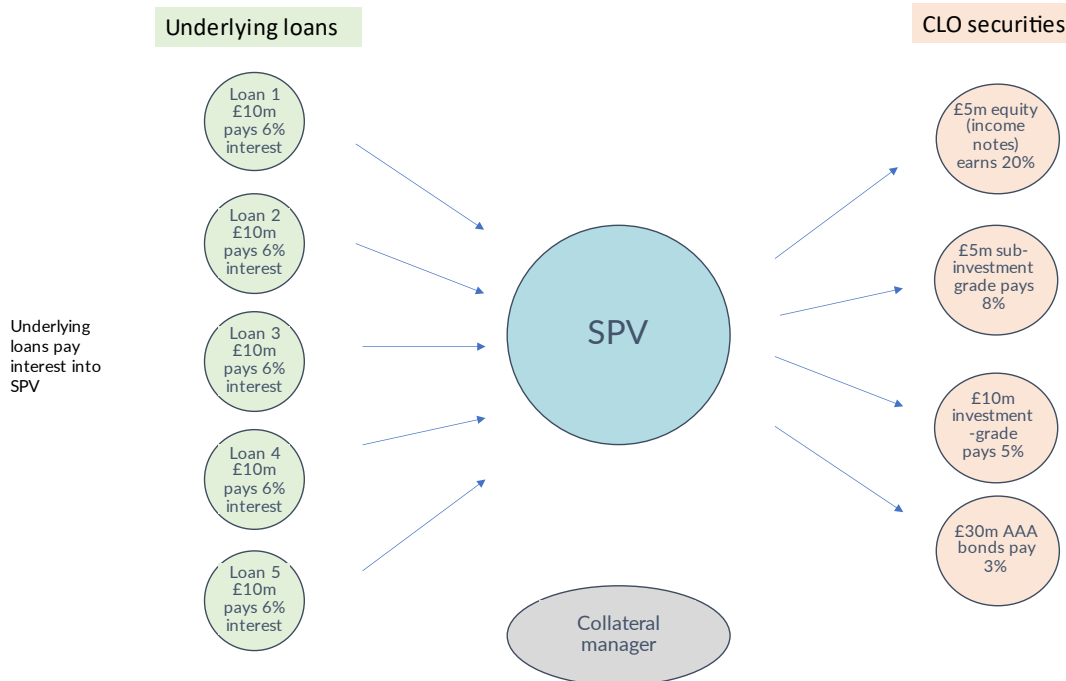 Underlying loans
CLO securities
Loan 1
£10m
pays 6%
interest
Loan 2
£10m
pays 6%
interest
Loan 3
£10m
pays 6%
interest
Loan 4
£10m
pays 6%
interest
Loan 5
£10m
pays 6%
interest
Underlying
loans pay
interest into
SPV
SPV
Collateral
manager
£5m equity
(income
notes)
earns 20%
£5m sub-
investment
grade pays
8%
£10m
investment
-grade
pays 5%
£30m AAA
bonds pay
3%